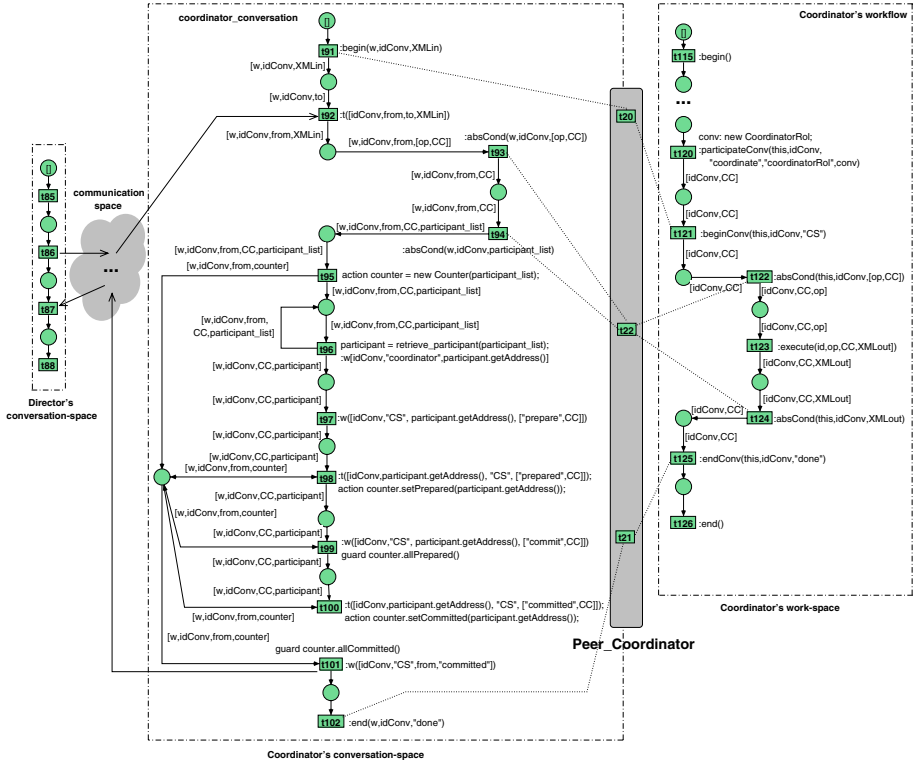 coordinator_conversation
Coordinator's workflow
[]
t91
:begin(w,idConv,XMLin)
[w,idConv,XMLin]
[w,idConv,to]
t92
:t([idConv,from,to,XMLin])
[w,idConv,from,XMLin]
[w,idConv,from,[op,CC]]
:absCond(w,idConv,[op,CC])
t93
[w,idConv,from,CC]
[w,idConv,from,CC]
t94
[w,idConv,from,CC,participant_list]
:absCond(w,idConv,participant_list)
[w,idConv,from,CC,participant_list]
[w,idConv,from,counter]
t95
action counter = new Counter(participant_list);
[w,idConv,from,CC,participant_list]
[w,idConv,from,
CC,participant_list]
[w,idConv,from,CC,participant_list]
t96
participant = retrieve_participant(participant_list);
:w[idConv,"coordinator",participant.getAddress()]
[w,idConv,CC,participant]
[w,idConv,CC,participant]
t97
:w([idConv,"CS", participant.getAddress(), ["prepare",CC]])
[w,idConv,CC,participant]
[w,idConv,CC,participant]
[w,idConv,from,counter]
t98
:t([idConv,participant.getAddress(), "CS", ["prepared",CC]]);
action counter.setPrepared(participant.getAddress());
[w,idConv,CC,participant]
[w,idConv,from,counter]
[w,idConv,CC,participant]
t99
:w([idConv,"CS", participant.getAddress(), ["commit",CC]])
guard counter.allPrepared()
[w,idConv,CC,participant]
[w,idConv,CC,participant]
t100
:t([idConv,participant.getAddress(), "CS", ["committed",CC]]);
action counter.setCommitted(participant.getAddress());
[w,idConv,from,counter]
[w,idConv,from,counter]
guard counter.allCommitted()
t101
:w([idConv,"CS",from,"committed"])
t102
:end(w,idConv,"done")
Coordinator's conversation-space
[]
t85
t86
t87
t88
Director's
conversation-space
communication
space
...
t20
t22
t21
Peer_Coordinator
[]
t115
:begin()
...
conv: new CoordinatorRol;
t120
:participateConv(this,idConv,
"coordinate","coordinatorRol",conv)
[idConv,CC]
[idConv,CC]
t121
:beginConv(this,idConv,"CS")
[idConv,CC]
[idConv,CC]
t122
:absCond(this,idConv,[op,CC])
[idConv,CC,op]
[idConv,CC,op]
t123
:execute(id,op,CC,XMLout])
[idConv,CC,XMLout]
[idConv,CC,XMLout]
[idConv,CC]
t124
:absCond(this,idConv,XMLout)
[idConv,CC]
t125
:endConv(this,idConv,"done")
t126
:end()
Coordinator's work-space